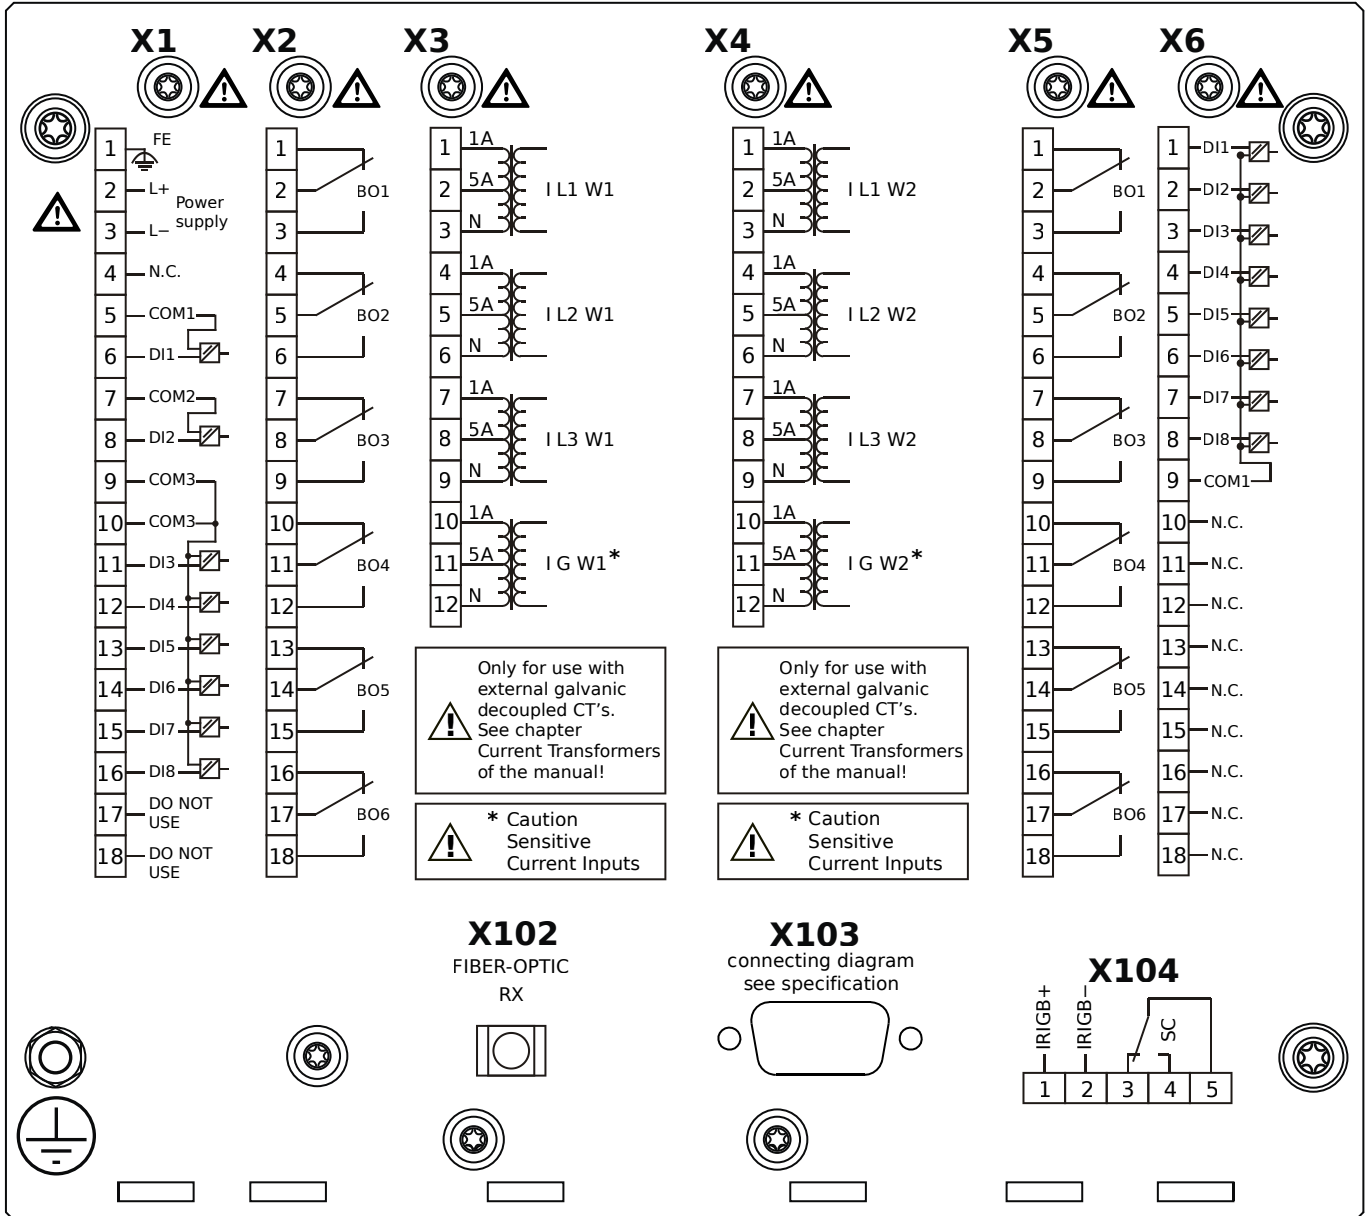 X1
X2
X3
X4
X5
X6
1
FE
2
L+
Power
supply
3
L−
4
N.C.
5
COM1
6
DI1
7
COM2
8
DI2
9
COM3
10
COM3
11
DI3
12
DI4
13
DI5
14
DI6
15
DI7
16
DI8
17
DO NOT
USE
18
DO NOT
USE
1
2
BO1
3
4
5
BO2
6
7
8
BO3
9
10
11
BO4
12
13
14
BO5
15
16
17
BO6
18
1
1A
2
5A
I L1 W1
3
N
4
1A
5
5A
I L2 W1
6
N
7
1A
8
5A
I L3 W1
9
N
10
1A
11
5A
I G W1*
12
N
Only for use with
external galvanic
decoupled CT's.
See chapter
Current Transformers
of the manual!
* Caution
Sensitive
Current Inputs
1
1A
2
5A
I L1 W2
3
N
4
1A
5
5A
I L2 W2
6
N
7
1A
8
5A
I L3 W2
9
N
10
1A
11
5A
I G W2*
12
N
Only for use with
external galvanic
decoupled CT's.
See chapter
Current Transformers
of the manual!
* Caution
Sensitive
Current Inputs
1
2
BO1
3
4
5
BO2
6
7
8
BO3
9
10
11
BO4
12
13
14
BO5
15
16
17
BO6
18
1
DI1
2
DI2
3
DI3
4
DI4
5
DI5
6
DI6
7
DI7
8
DI8
9
COM1
10
N.C.
11
N.C.
12
N.C.
13
N.C.
14
N.C.
15
N.C.
16
N.C.
17
N.C.
18
N.C.
X102
FIBER-OPTIC
RX
X103
connecting diagram
see specification
X104
IRIGB+
IRIGB−
SC
1
2
3
4
5